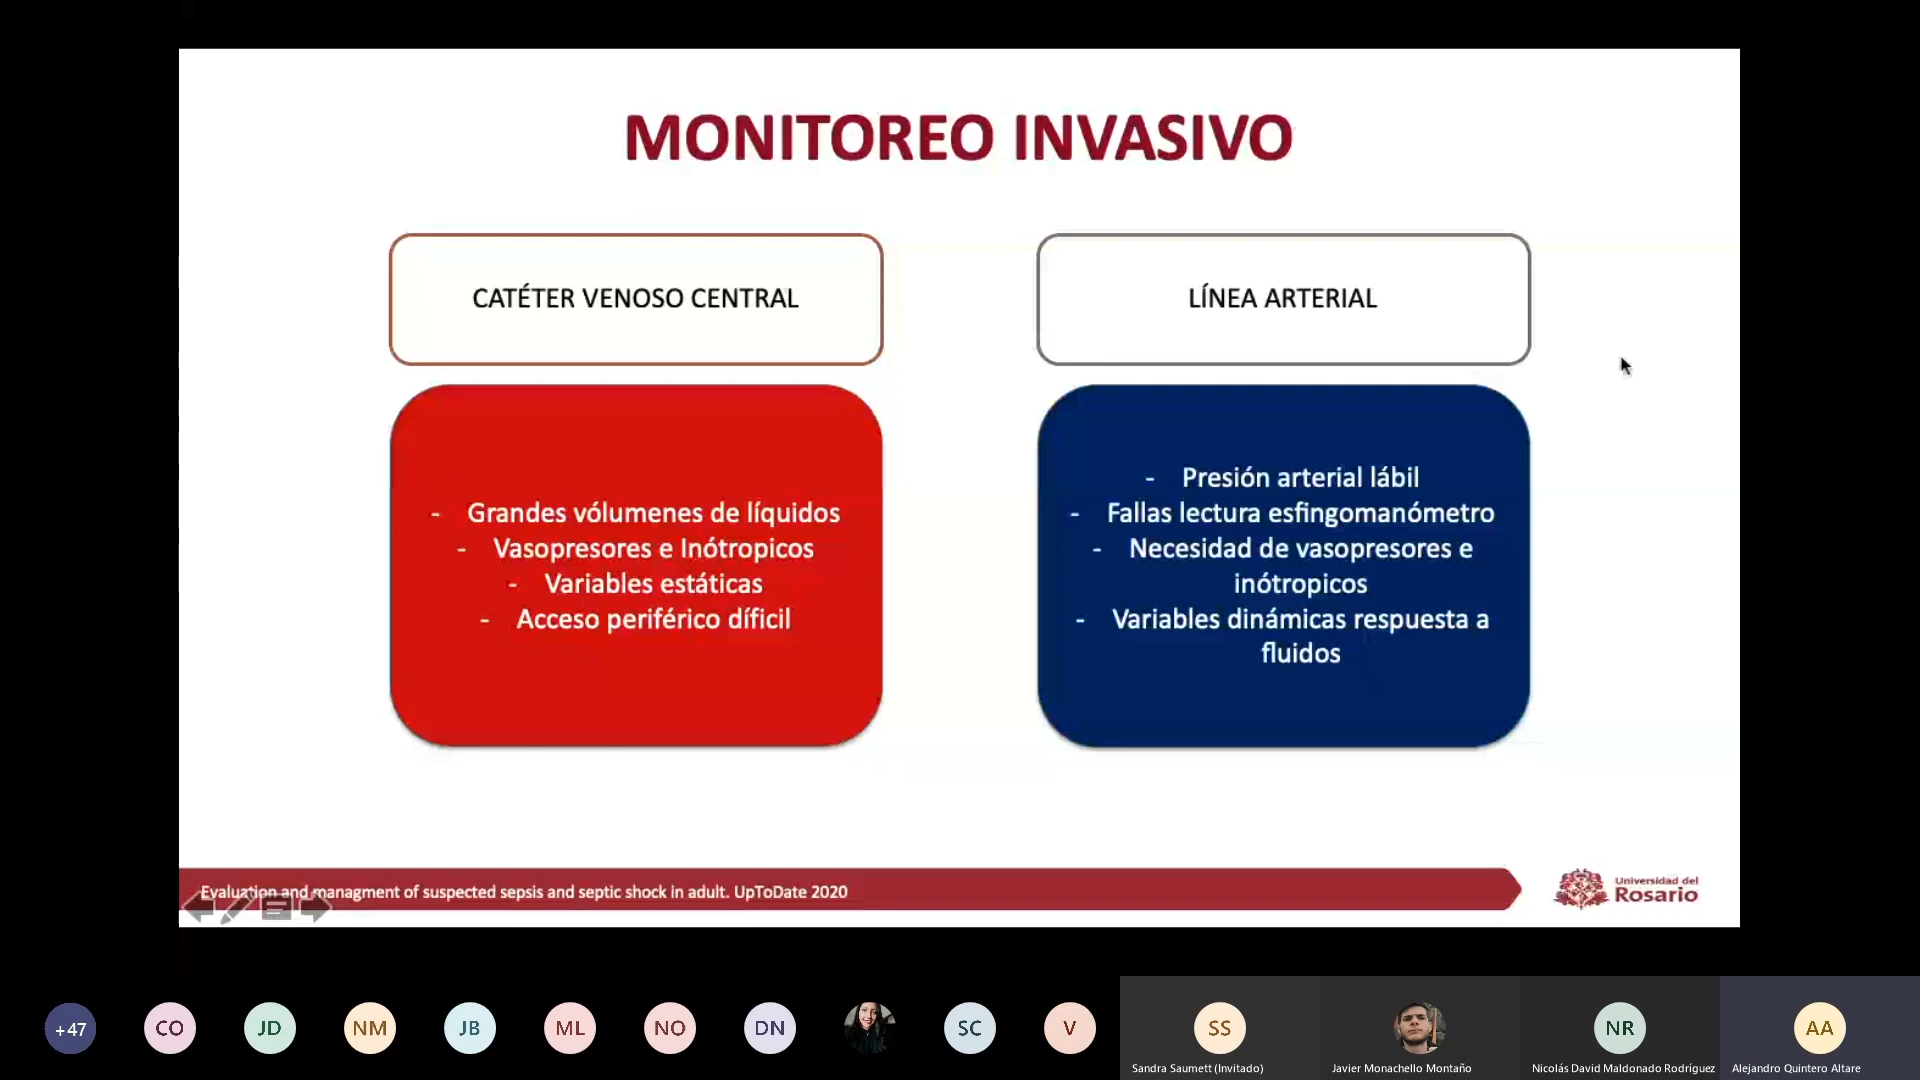 MONITOREO INVASIVO
CATÉTER VENOSO CENTRAL
- Grandes vólumenes de líquidos
- Vasopresores e Inótropicos
- Variables estáticas
- Acceso periférico díficil
LÍNEA ARTERIAL
- Presión arterial lábil
- Fallas lectura esfingomanómetro
- Necesidad de vasopresores e
inótropicos
- Variables dinámicas respuesta a
fluidos
Evaluation and managment of suspected sepsis and septic shock in adult. UpToDate 2020
Universidad del
Rosario
+47
CO
JD
NM
JB
ML
NO
DN
SC
V
SS
NR
AA
Sandra Saumett (Invitado)
Javier Monachello Montaño
Nicolás David Maldonado Rodríguez
Alejandro Quintero Altare